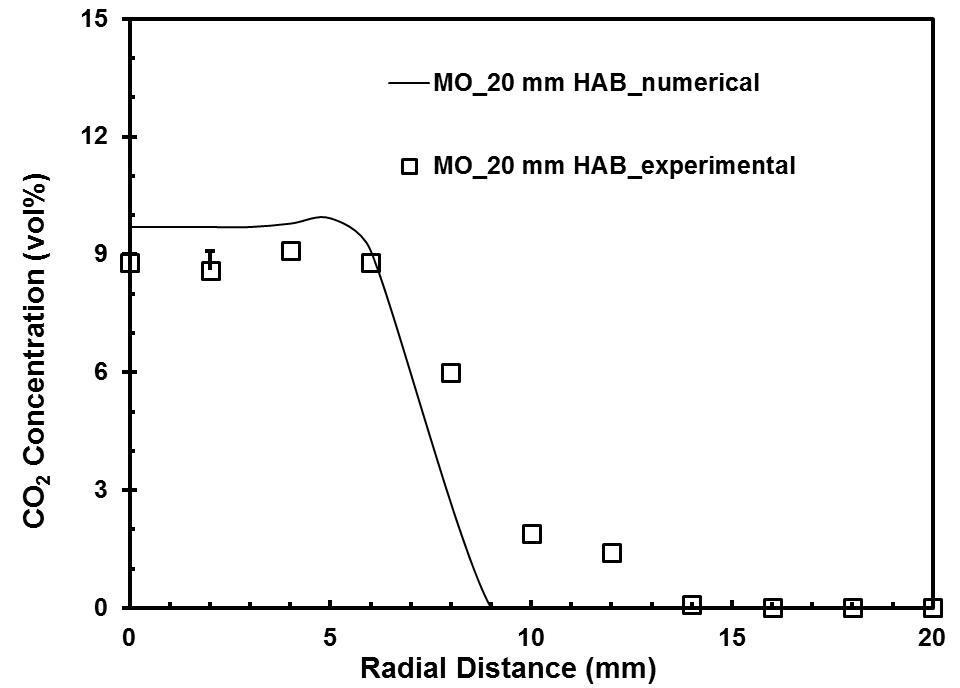 15
12
9
6
3
0
CO₂ Concentration (vol%)
MO_20 mm HAB_numerical
MO_20 mm HAB_experimental
0 5 10 15 20
Radial Distance (mm)